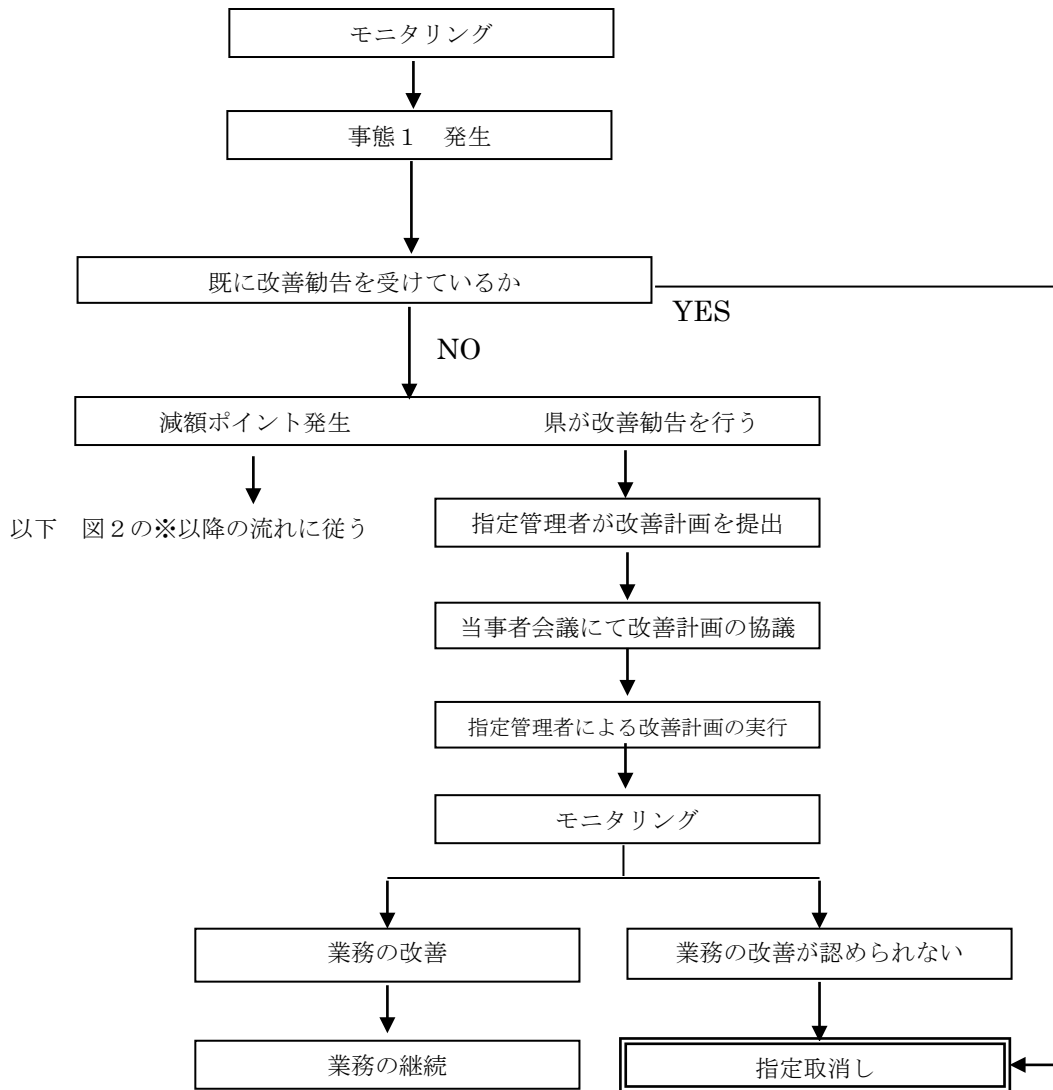 モニタリング
事態１　発生
既に改善勧告を受けているか
YES
NO
減額ポイント発生　県が改善勧告を行う
以下　図２の※以降の流れに従う
指定管理者が改善計画を提出
当事者会議にて改善計画の協議
指定管理者による改善計画の実行
モニタリング
業務の改善
業務の改善が認められない
業務の継続
指定取消し